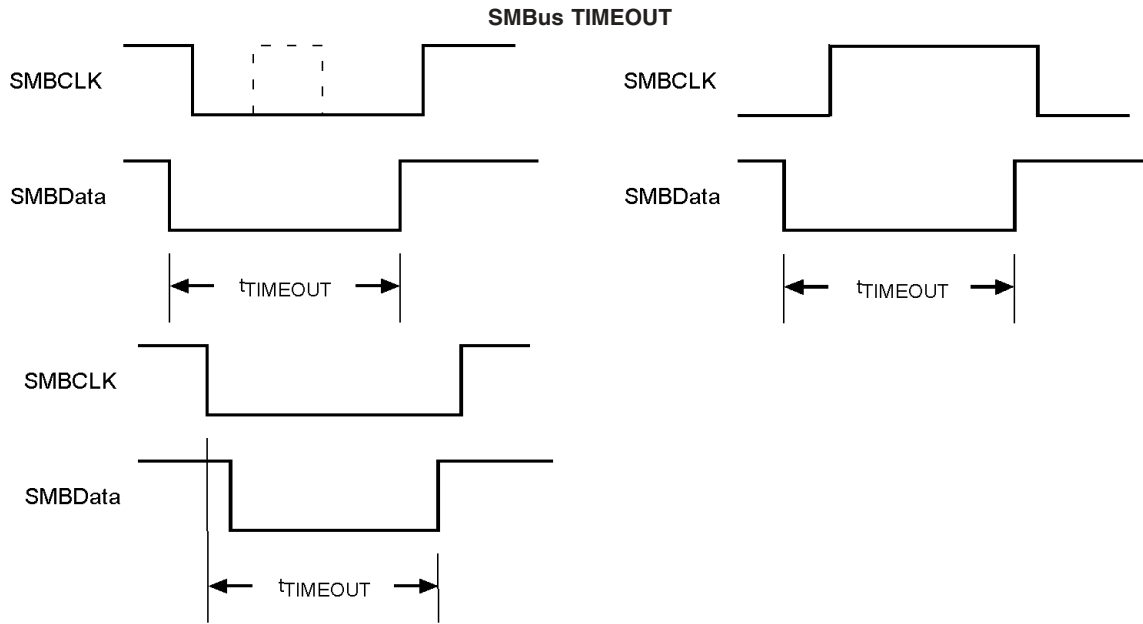 SMBus TIMEOUT
SMBCLK
SMBData
tTIMEOUT
SMBCLK
SMBData
tTIMEOUT
SMBCLK
SMBData
tTIMEOUT